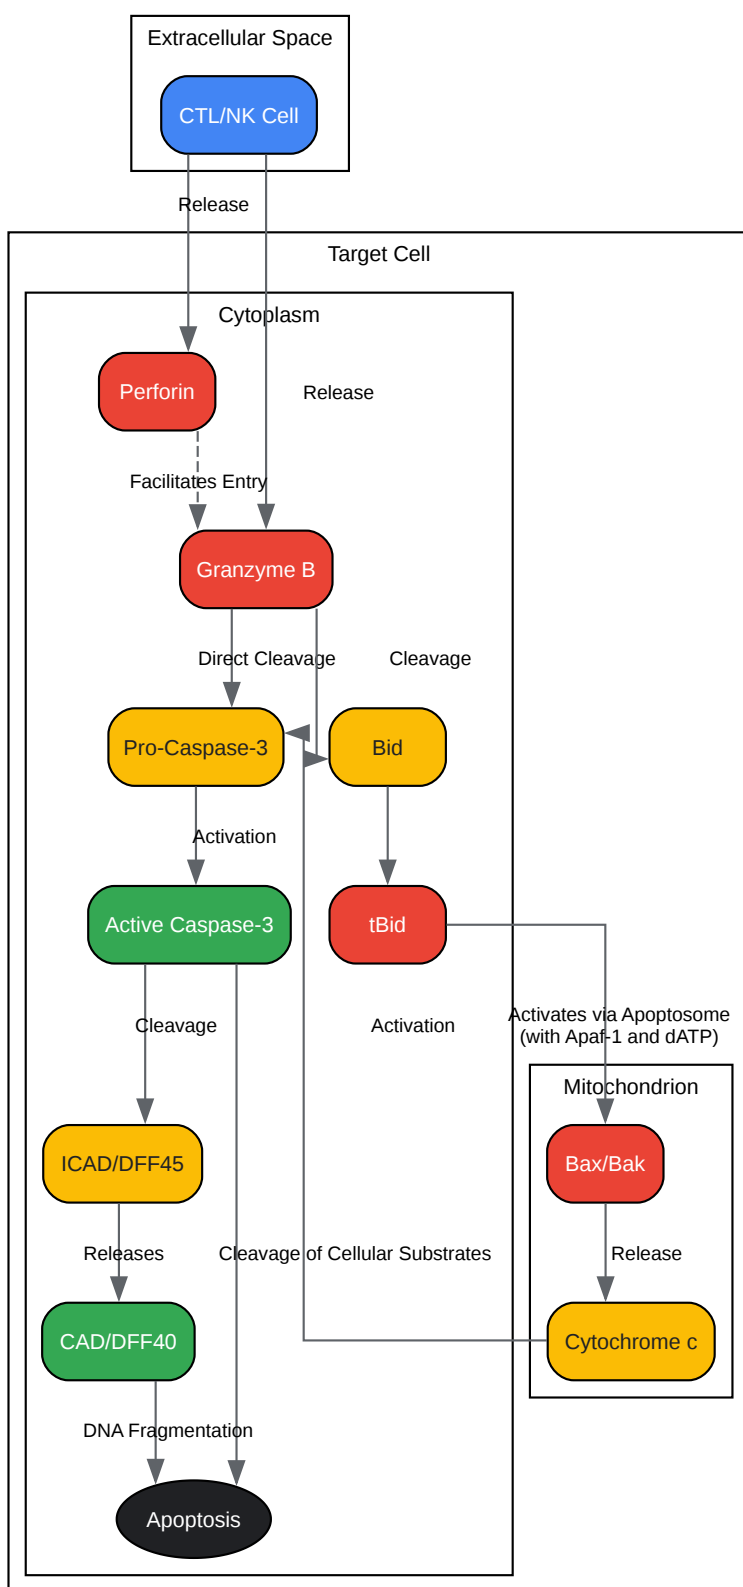 Extracellular Space
CTL/NK Cell
Release
Target Cell
Cytoplasm
Perforin
Release
Facilitates Entry
Granzyme B
Direct Cleavage
Cleavage
Pro-Caspase-3
Bid
Activation
Active Caspase-3
tBid
Cleavage
Activation
Activates via Apoptosome
(with Apaf-1 and dATP)
Mitochondrion
ICAD/DFF45
Bax/Bak
Releases
Cleavage of Cellular Substrates
Release
CAD/DFF40
Cytochrome c
DNA Fragmentation
Apoptosis